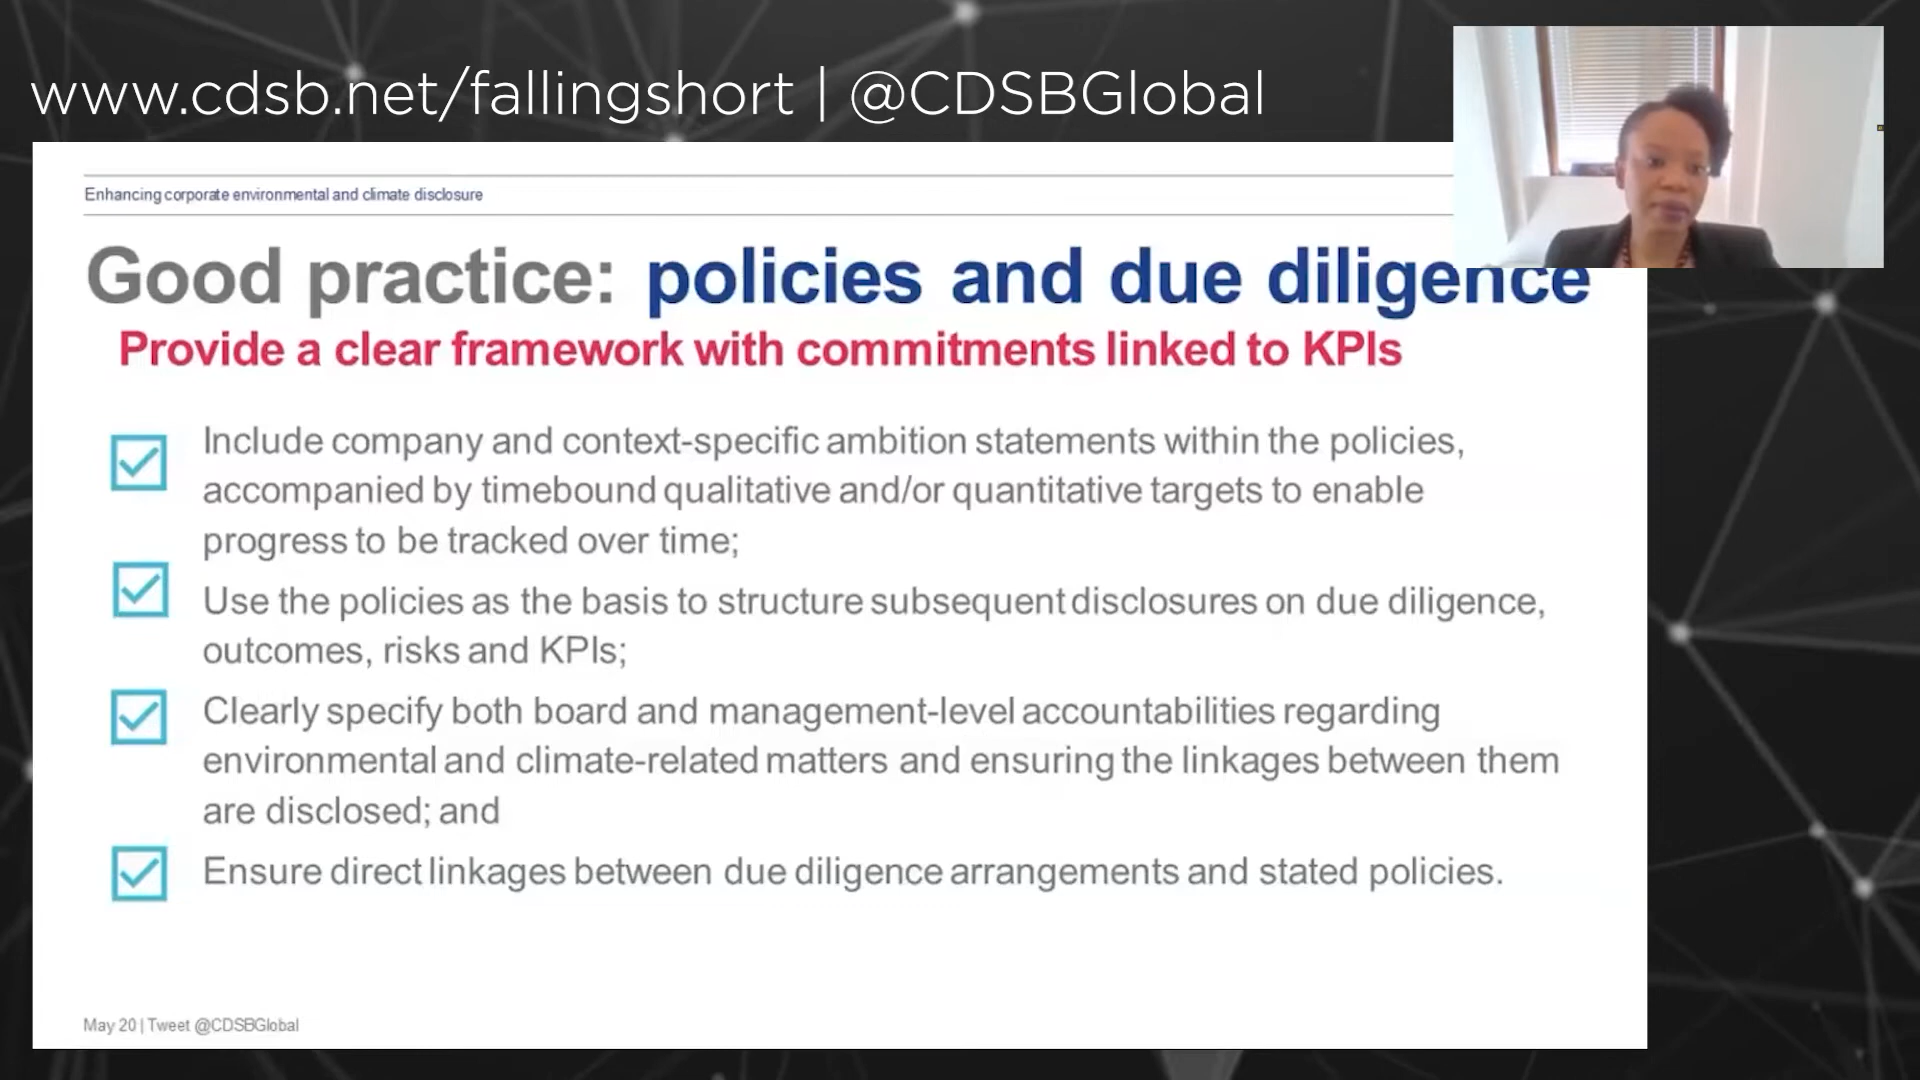 www.cdsb.net/fallingshort | @CDSBGlobal
Enhancing corporate environmental and climate disclosure
Good practice: policies and due diligence
Provide a clear framework with commitments linked to KPIs
Include company and context-specific ambition statements within the policies,
accompanied by timebound qualitative and/or quantitative targets to enable
progress to be tracked over time;
Use the policies as the basis to structure subsequent disclosures on due diligence,
outcomes, risks and KPIs;
Clearly specify both board and management-level accountabilities regarding
environmental and climate-related matters and ensuring the linkages between them
are disclosed; and
Ensure direct linkages between due diligence arrangements and stated policies.
May 20 | Tweet @CDSBGlobal